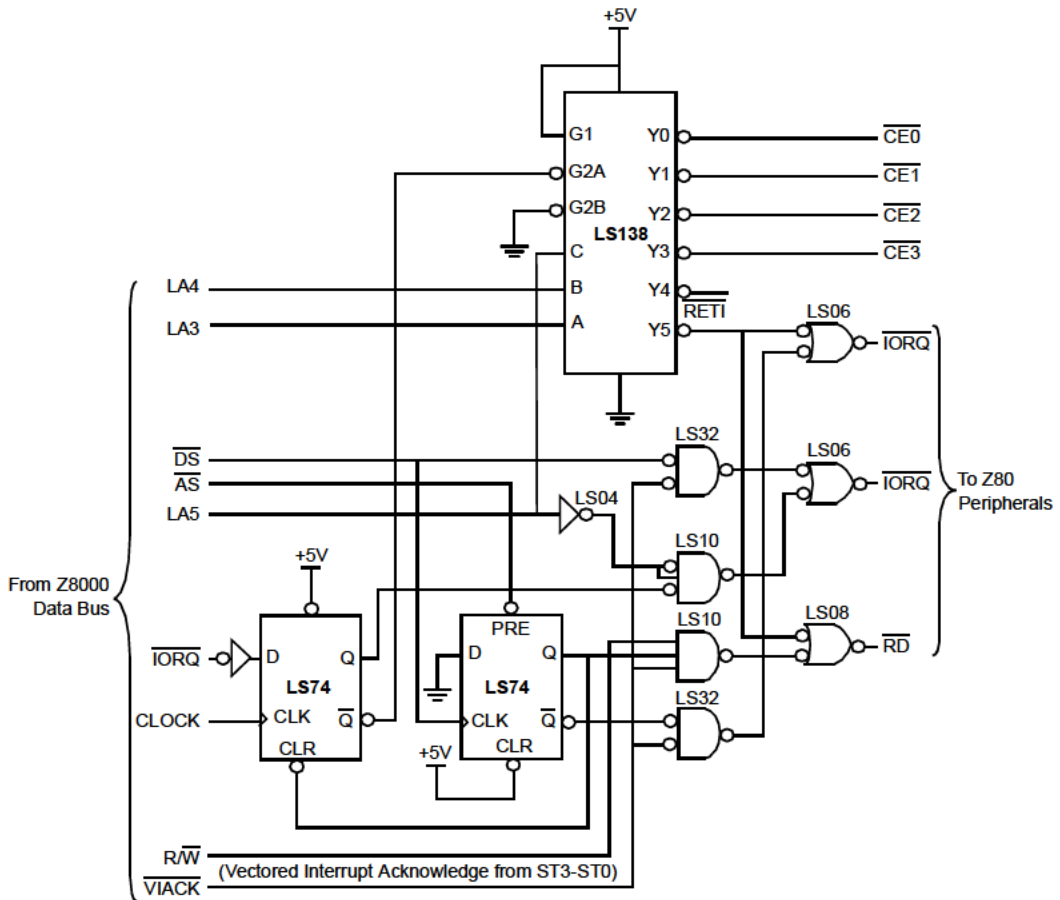 +5V
G1
Y0
CE0
G2A
Y1
CE1
G2B
Y2
CE2
LS138
C
Y3
CE3
LA4
B
Y4
RETI
LS06
LA3
A
Y5
IORQ
LS32
LS06
DS
AS
LS04
IORQ
To Z80
Peripherals
LA5
LS10
+5V
From Z8000
Data Bus
LS10
LS08
PRE
IORQ
D
Q
D
Q
RD
LS74
LS74
LS32
CLOCK
CLK
Q
CLK
Q
CLR
+5V
CLR
R/W
(Vectored Interrupt Acknowledge from ST3-ST0)
VIACK